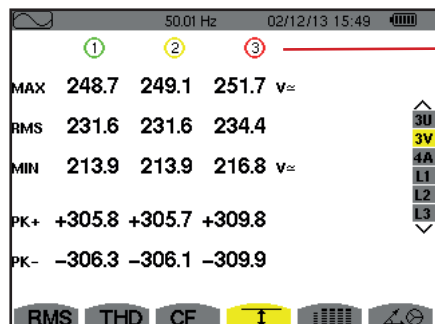 50.01 Hz 02/12/13 15:49
1 2 3
MAX 248.7 249.1 251.7 V≃
RMS 231.6 231.6 234.4
MIN 213.9 213.9 216.8 V≃
PK+ +305.8 +305.7 +309.8
PK- -306.3 -306.1 -309.9
3U
3V
4A
L1
L2
L3
RMS THD CF